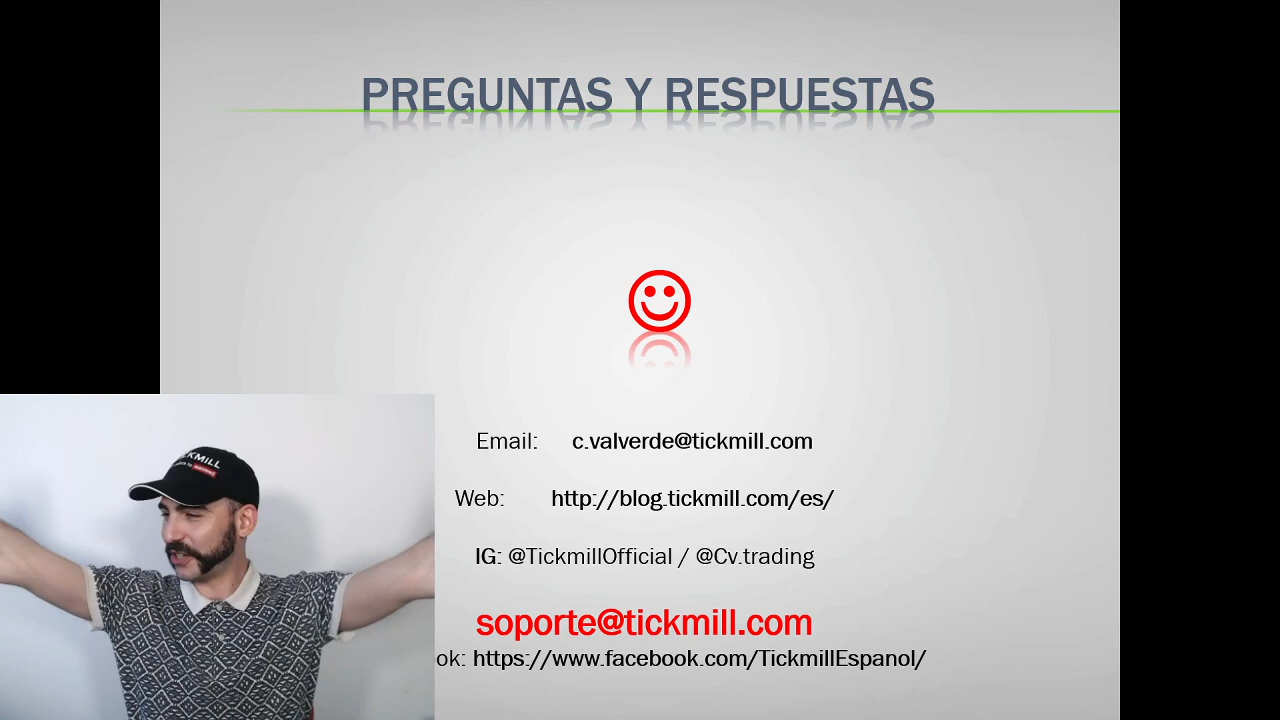 PREGUNTAS Y RESPUESTAS
TICKMILL
Email: c.valverde@tickmill.com
Web: http://blog.tickmill.com/es/
IG: @TickmillOfficial / @Cv.trading
soporte@tickmill.com
ok: https://www.facebook.com/TickmillEspanol/